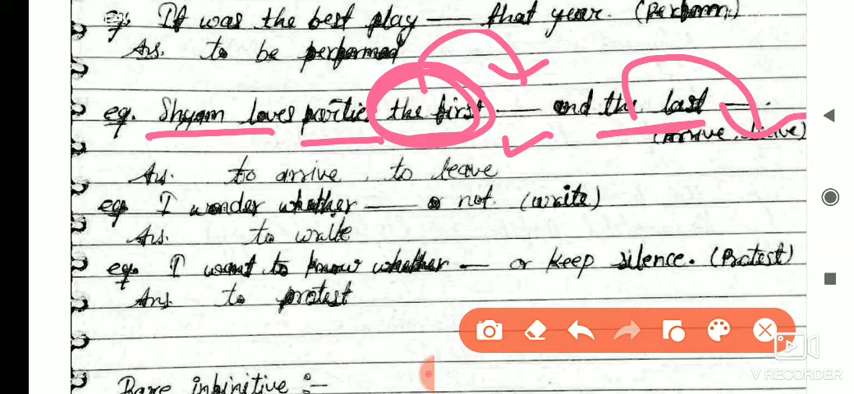 eg. It was the best play — that year. (Perform)
Ans. to be performed
eg. Shyam loves parties the first — and the last —.
(arrive, leave)
Ans. to arrive, to leave
eg. I wonder whether — or not. (write)
Ans. to write
eg. I want to know whether — or keep silence. (Protest)
Ans. to protest
Bare infinitive :-
V RECORDER